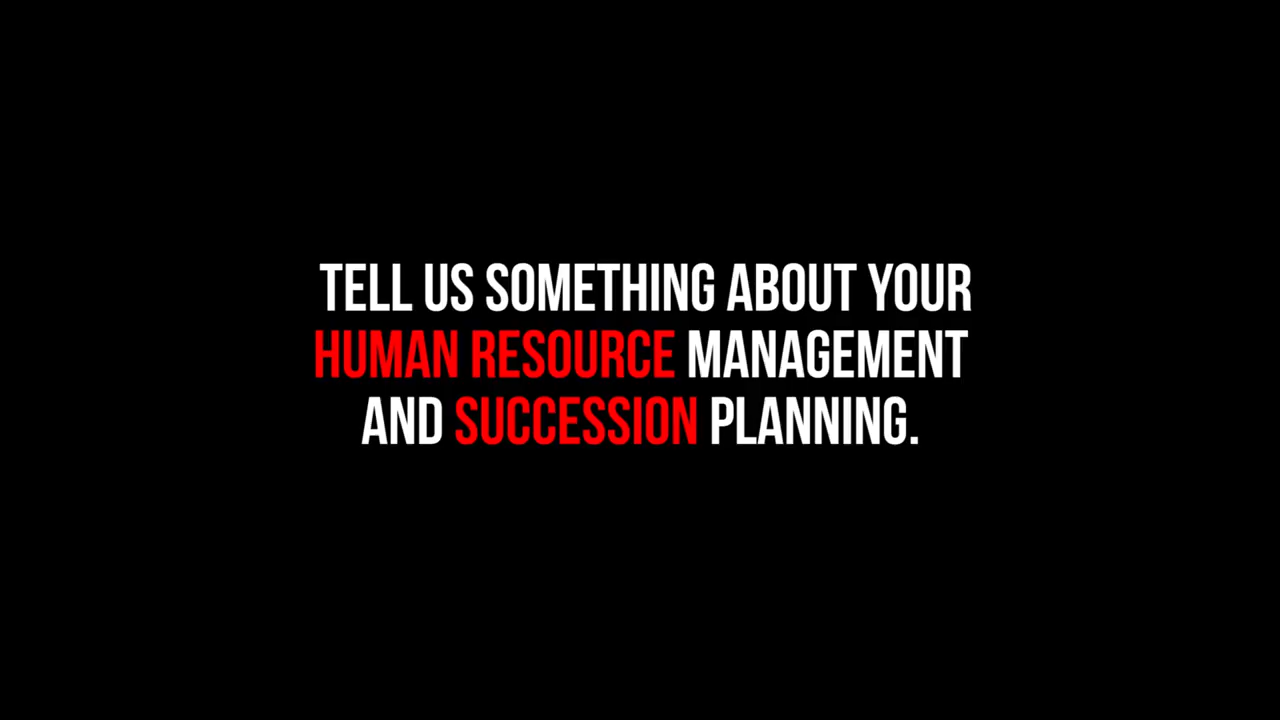 TELL US SOMETHING ABOUT YOUR
HUMAN RESOURCE MANAGEMENT
AND SUCCESSION PLANNING.